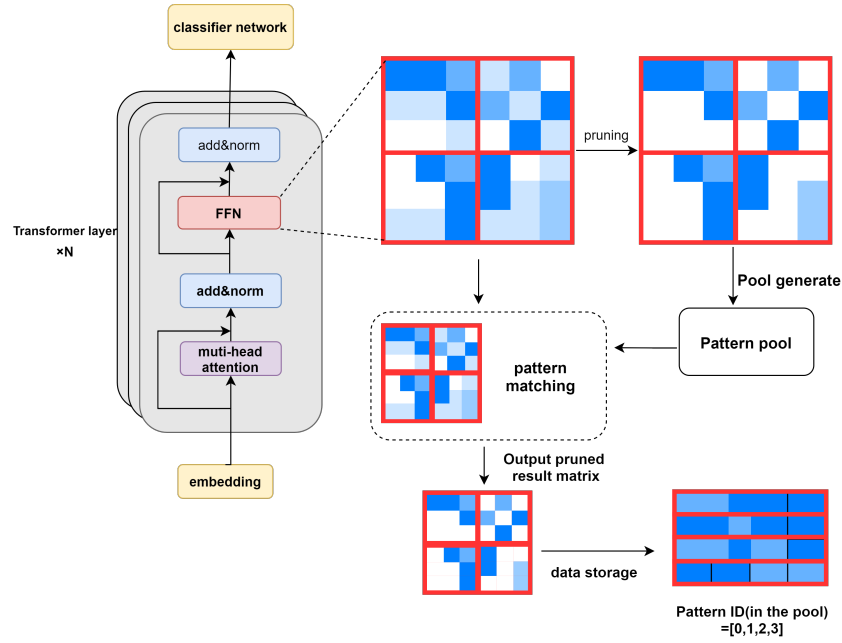 classifier network
add&norm
FFN
Transformer layer
×N
add&norm
muti-head
attention
embedding
pruning
Pool generate
Pattern pool
pattern
matching
Output pruned
result matrix
data storage
Pattern ID(in the pool)
=[0,1,2,3]